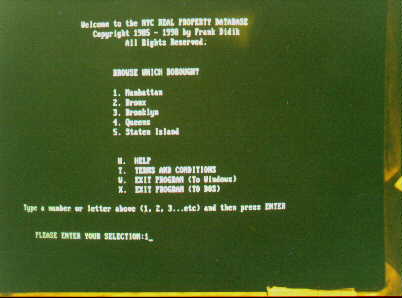 Welcome to the NYC REAL PROPERTY DATABASE
Copyright 1985 - 1998 by Frank Didik
All Rights Reserved.
BROWSE WHICH BOROUGH?
1. Manhattan
2. Bronx
3. Brooklyn
4. Queens
5. Staten Island
H. HELP
T. TERMS AND CONDITIONS
W. EXIT PROGRAM (To Windows)
X. EXIT PROGRAM (TO DOS)
Type a number or letter above (1, 2, 3...etc) and then press ENTER
PLEASE ENTER YOUR SELECTION:1_